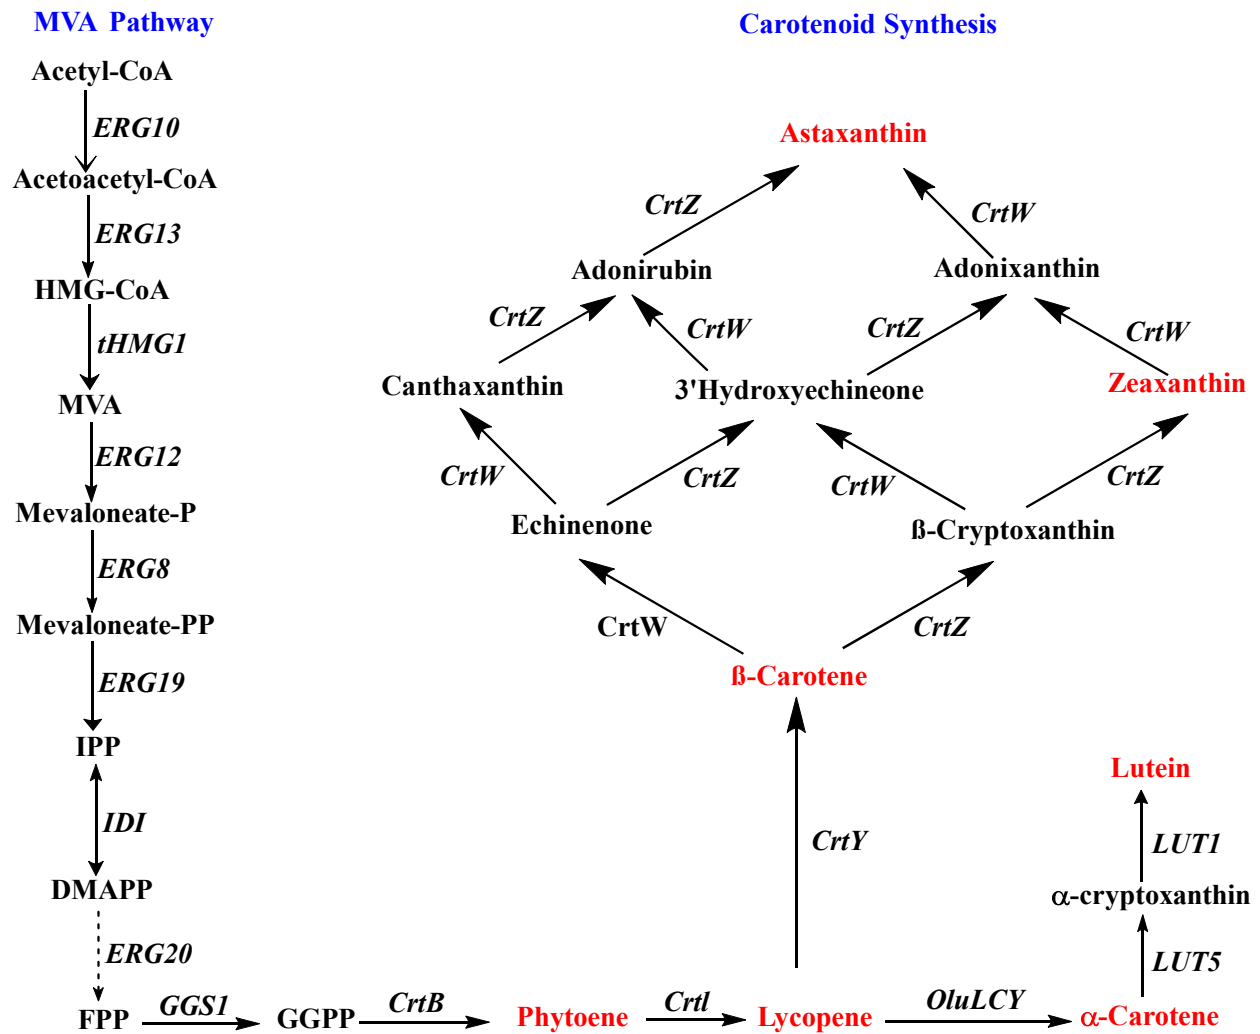 MVA Pathway
Acetyl-CoA
ERG10
Acetoacetyl-CoA
ERG13
HMG-CoA
tHMG1
MVA
ERG12
Mevaloneate-P
ERG8
Mevaloneate-PP
ERG19
IPP
IDI
DMAPP
ERG20
FPP
GGS1
GGPP
CrtB
Phytoene
Crtl
Lycopene
OluLCY
α-Carotene
LUT5
α-cryptoxanthin
LUT1
Lutein
Carotenoid Synthesis
Astaxanthin
CrtZ
CrtW
Adonirubin
Adonixanthin
CrtZ
CrtW
CrtZ
CrtW
Canthaxanthin
3'Hydroxyechineone
Zeaxanthin
CrtW
CrtZ
CrtW
CrtZ
Echinenone
ß-Cryptoxanthin
CrtW
CrtZ
ß-Carotene
CrtY